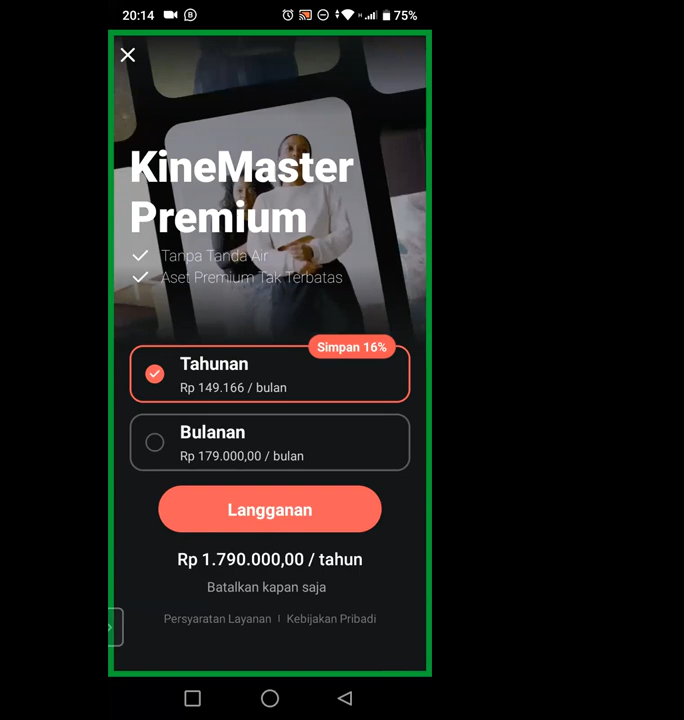 20:14
75%
KineMaster
Premium
Tanpa Tanda Air
Aset Premium Tak Terbatas
Simpan 16%
Tahunan
Rp 149.166 / bulan
Bulanan
Rp 179.000,00 / bulan
Langganan
Rp 1.790.000,00 / tahun
Batalkan kapan saja
Persyaratan Layanan | Kebijakan Pribadi